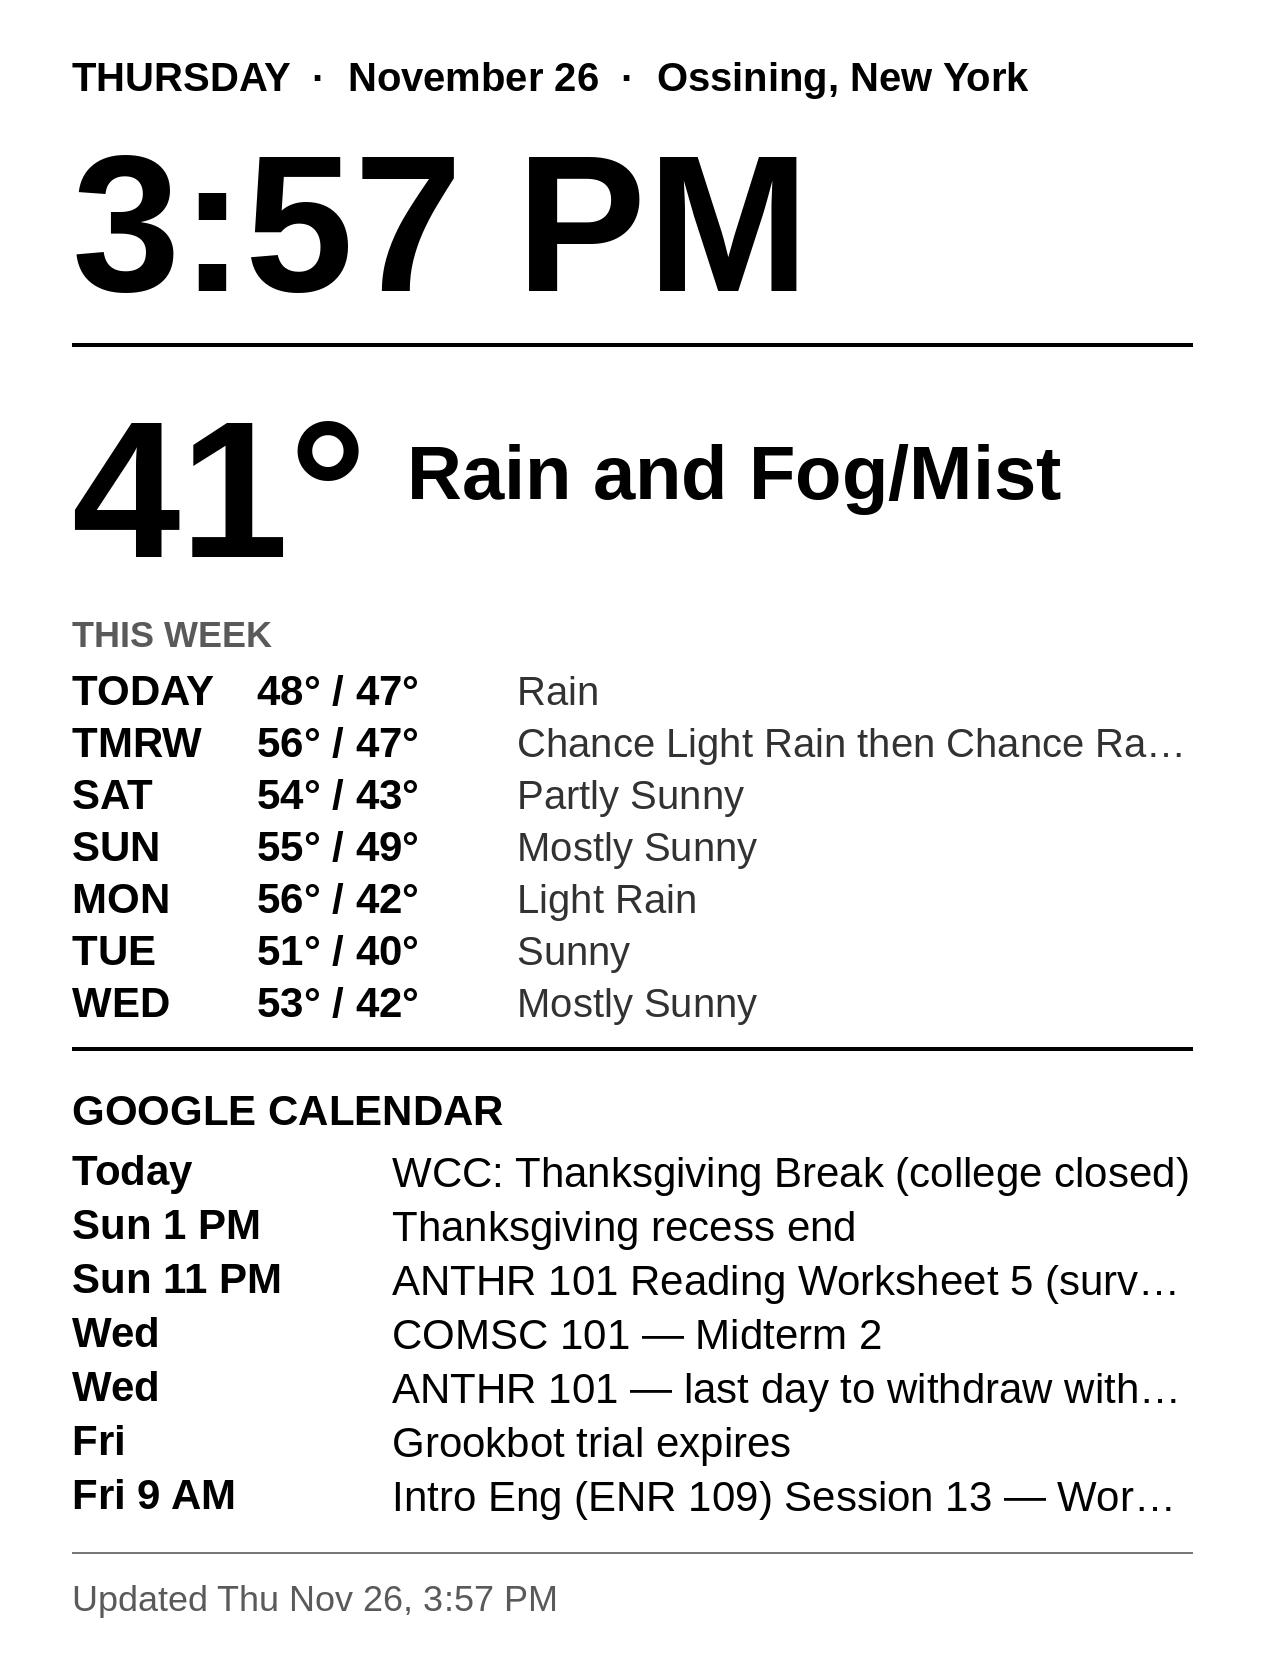 THURSDAY · November 26 · Ossining, New York
3:57 PM
41° Rain and Fog/Mist
THIS WEEK
TODAY 48° / 47° Rain
TMRW 56° / 47° Chance Light Rain then Chance Ra…
SAT 54° / 43° Partly Sunny
SUN 55° / 49° Mostly Sunny
MON 56° / 42° Light Rain
TUE 51° / 40° Sunny
WED 53° / 42° Mostly Sunny
GOOGLE CALENDAR
Today WCC: Thanksgiving Break (college closed)
Sun 1 PM Thanksgiving recess end
Sun 11 PM ANTHR 101 Reading Worksheet 5 (surv…
Wed COMSC 101 — Midterm 2
Wed ANTHR 101 — last day to withdraw with…
Fri Grookbot trial expires
Fri 9 AM Intro Eng (ENR 109) Session 13 — Wor…
Updated Thu Nov 26, 3:57 PM